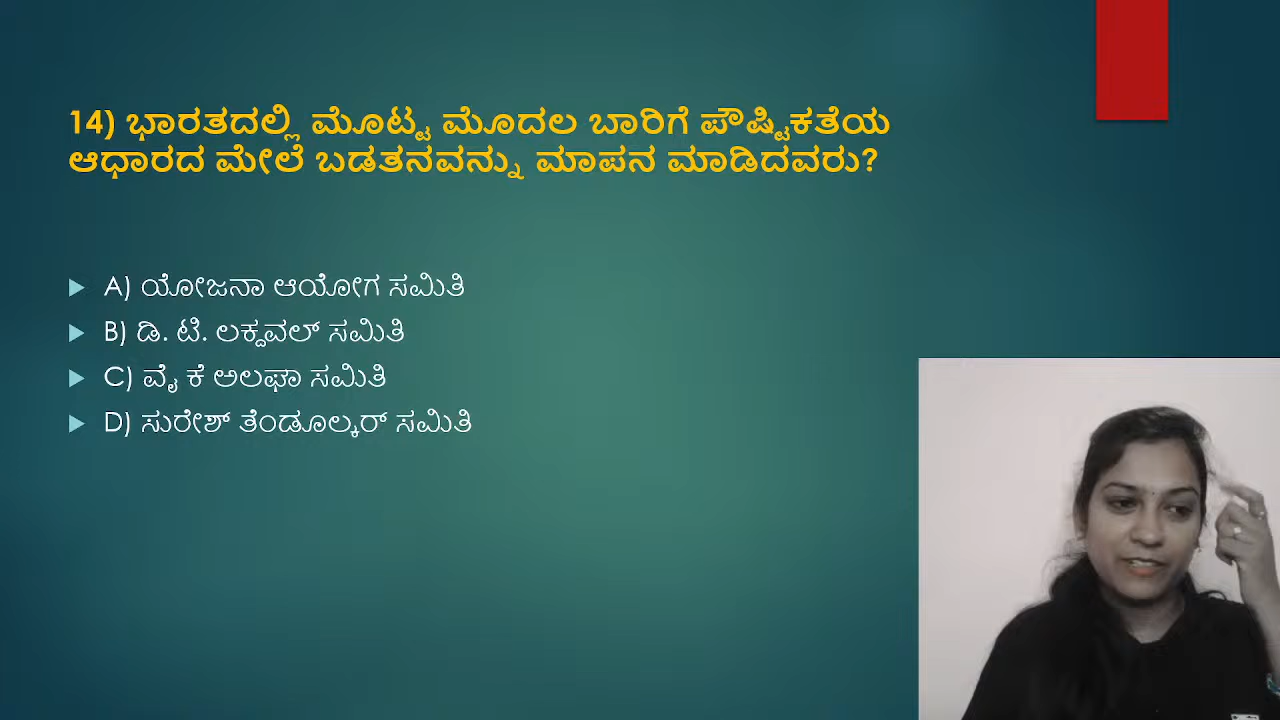 14) ಭಾರತದಲ್ಲಿ ಮೊಟ್ಟ ಮೊದಲ ಬಾರಿಗೆ ಪೌಷ್ಟಿಕತೆಯ
ಆಧಾರದ ಮೇಲೆ ಬಡತನವನ್ನು ಮಾಪನ ಮಾಡಿದವರು?
A) ಯೋಜನಾ ಆಯೋಗ ಸಮಿತಿ
B) ಡಿ. ಟಿ. ಲಕ್ಡವಲ್ ಸಮಿತಿ
C) ವೈ ಕೆ ಅಲಘಾ ಸಮಿತಿ
D) ಸುರೇಶ್ ತೆಂಡೂಲ್ಕರ್ ಸಮಿತಿ